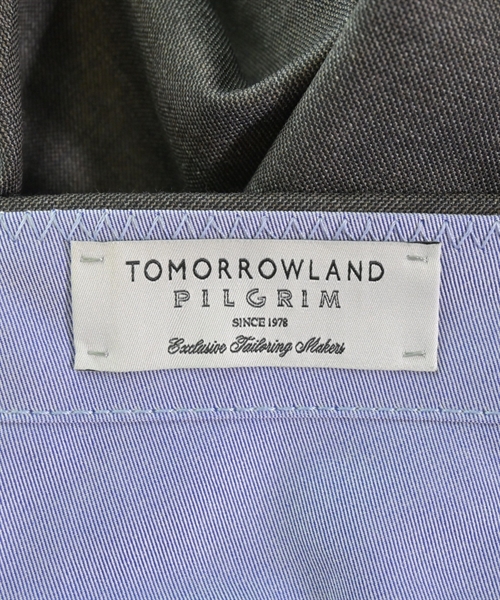 TOMORROWLAND
PILGRIM
SINCE 1978
Exclusive Tailoring Makers